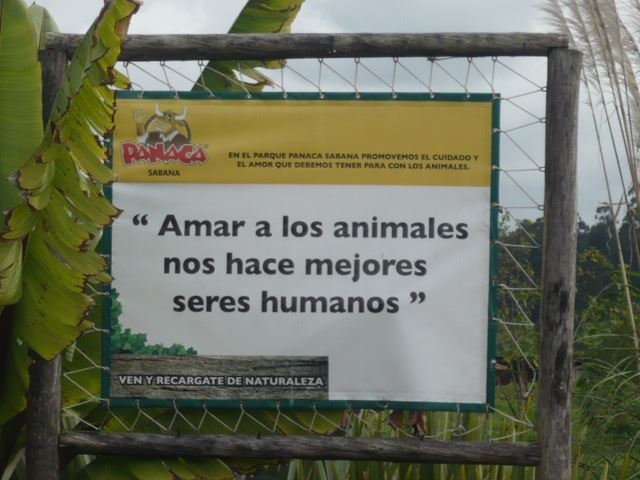 PANACA
SABANA
EN EL PARQUE PANACA SABANA PROMOVEMOS EL CUIDADO Y
EL AMOR QUE DEBEMOS TENER PARA CON LOS ANIMALES.
“ Amar a los animales
nos hace mejores
seres humanos ”
VEN Y RECARGATE DE NATURALEZA